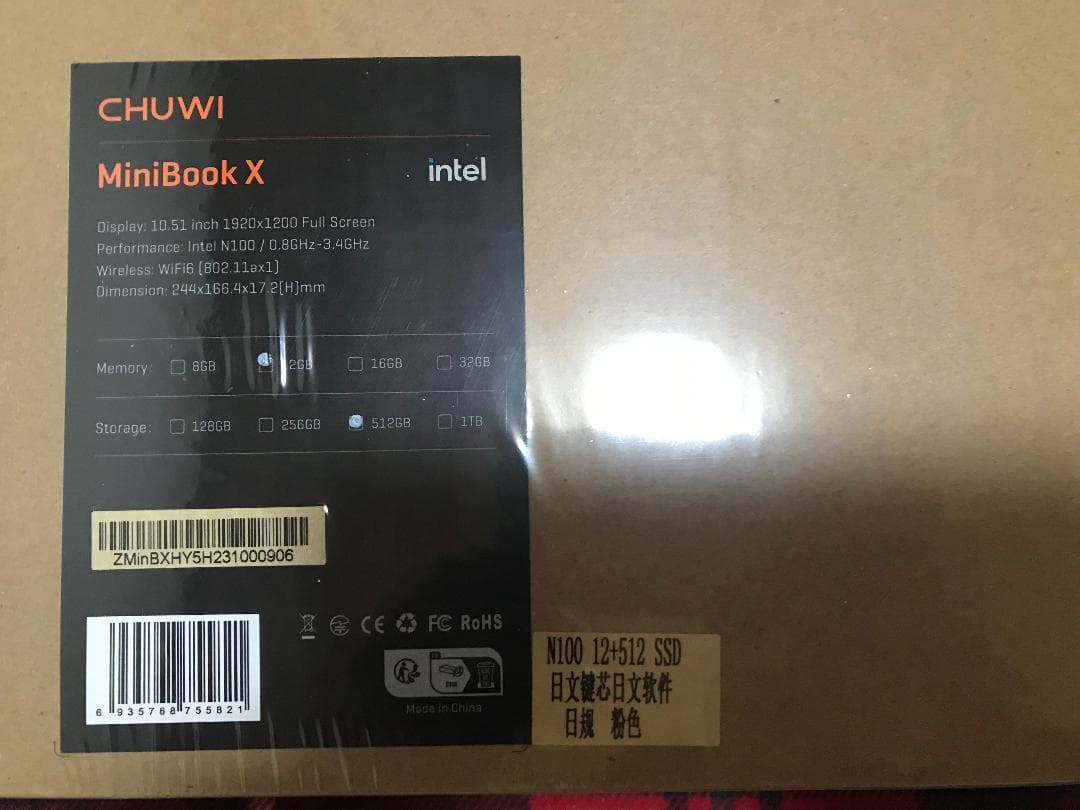 CHUWI
MiniBook X
intel
Display: 10.51 inch 1920x1200 Full Screen
Performance: Intel N100 / 0.8GHz-3.4GHz
Wireless: WiFi6 (802.11ax1)
Dimension: 244x166.4x17.2(H)mm
Memory: 8GB 2GB 16GB 32GB
Storage: 128GB 256GB 512GB 1TB
ZMinBXHY5H231000906
CE FC RoHS
6 935768 755821
Made in China
N100 12+512 SSD
日文键芯日文软件
日规 粉色